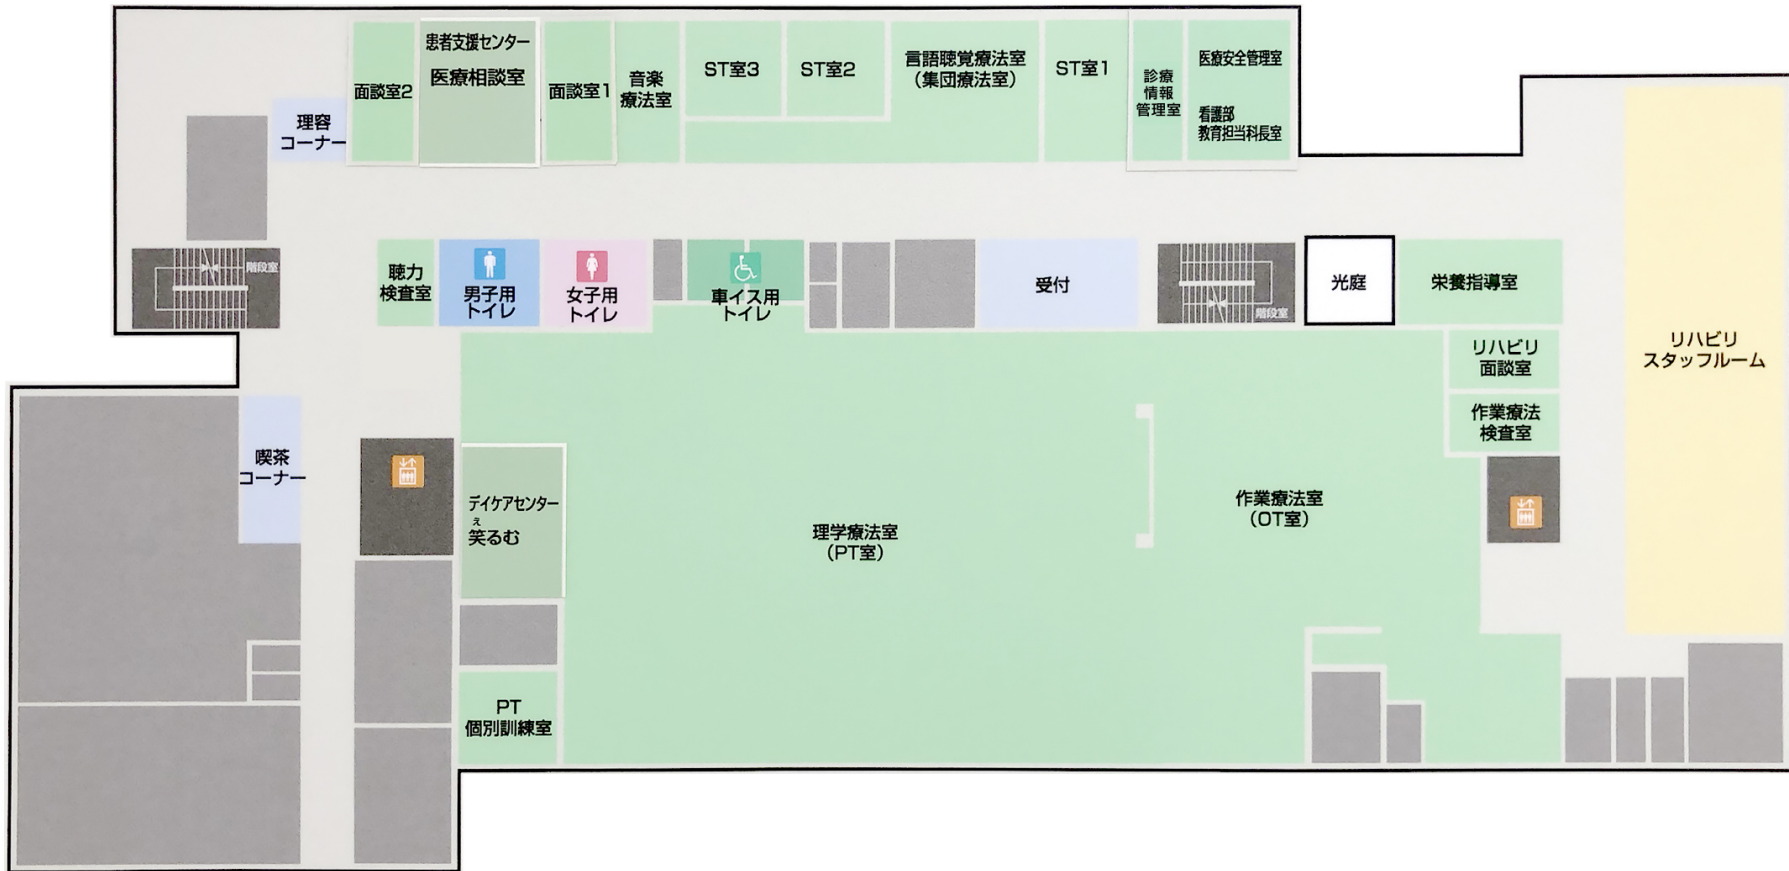 患者支援センター
医療相談室
面談室2
面談室1
音楽
療法室
ST室3
ST室2
言語聴覚療法室
(集団療法室)
ST室1
診療
情報
管理室
医療安全管理室
看護部
教育担当科長室
理容
コーナー
階段室
聴力
検査室
男子用
トイレ
女子用
トイレ
車イス用
トイレ
受付
階段室
光庭
栄養指導室
リハビリ
面談室
リハビリ
スタッフルーム
作業療法
検査室
喫茶
コーナー
デイケアセンター
え
笑るむ
理学療法室
(PT室)
作業療法室
(OT室)
PT
個別訓練室